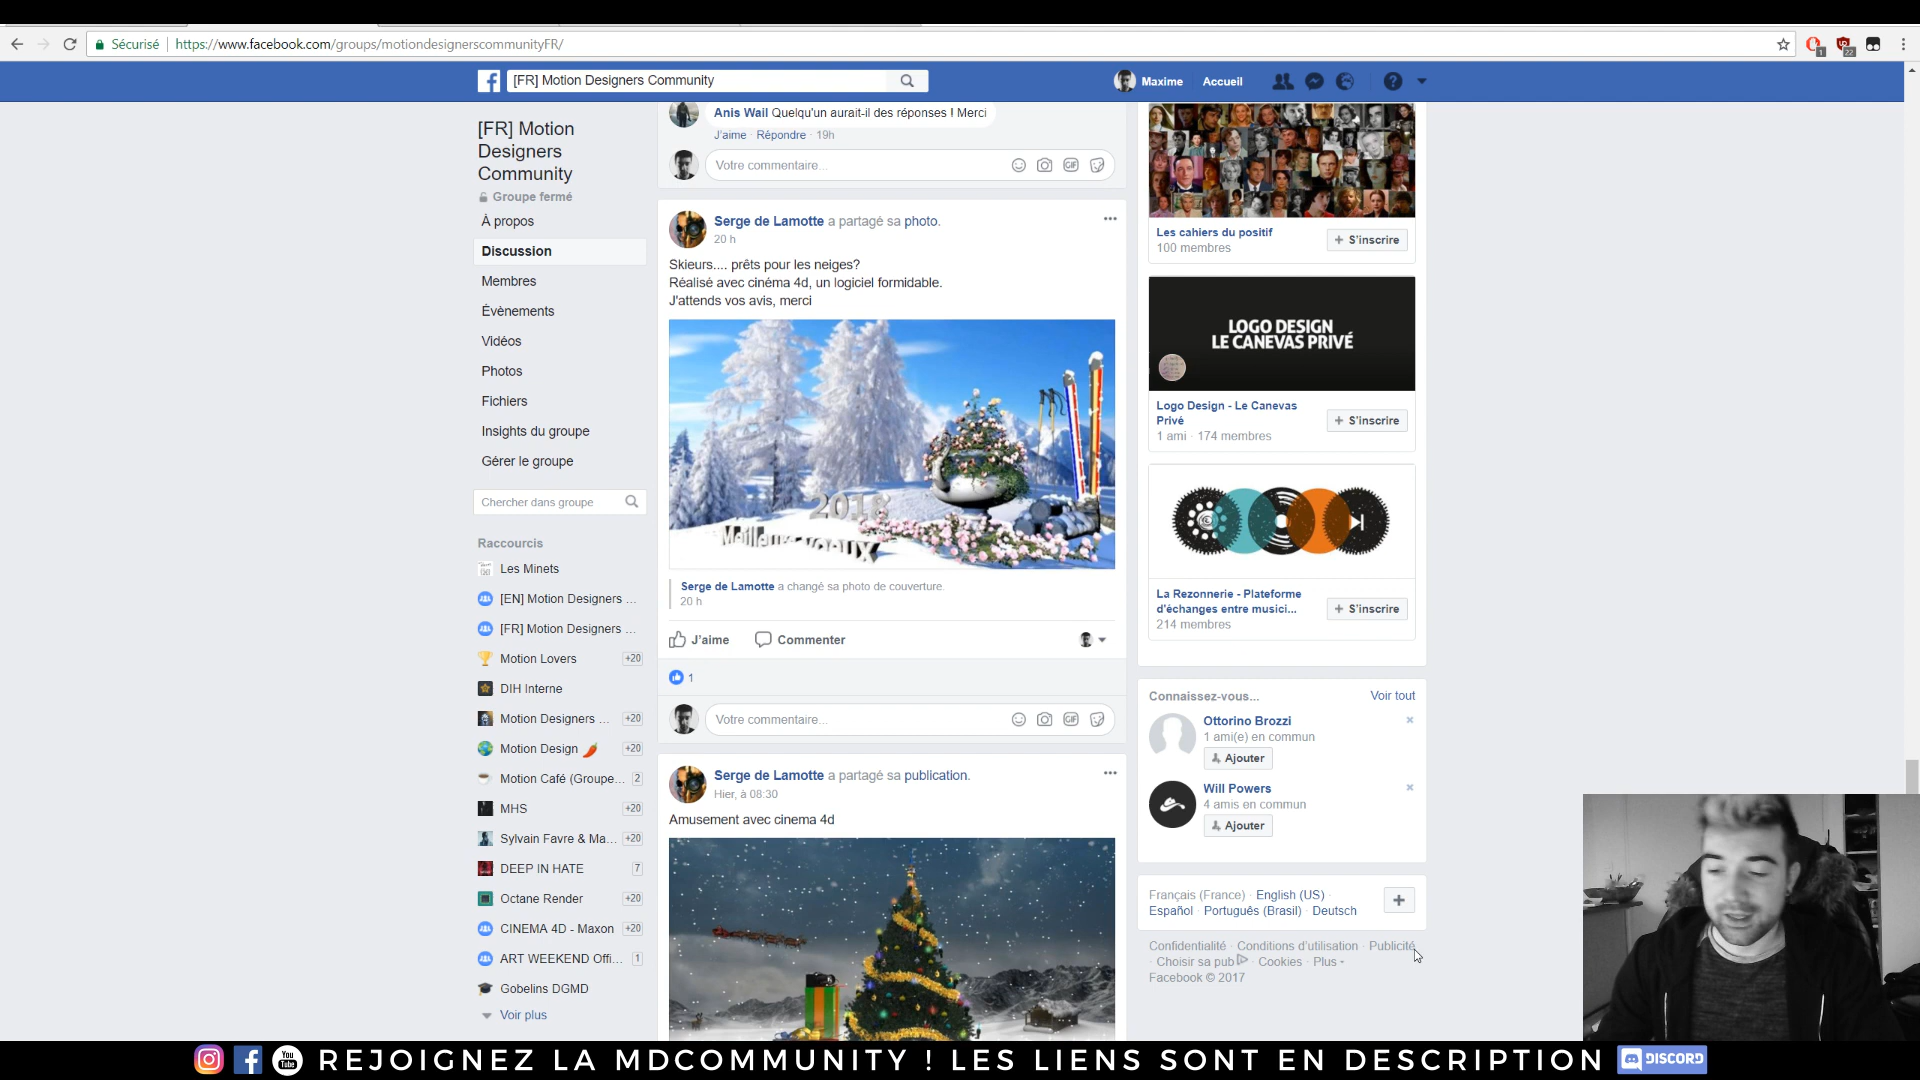 Sécurisé
https://www.facebook.com/groups/motiondesignerscommunityFR/
[FR] Motion Designers Community
Maxime
Accueil
[FR] Motion
Designers
Community
Groupe fermé
À propos
Discussion
Membres
Évènements
Vidéos
Photos
Fichiers
Insights du groupe
Gérer le groupe
Chercher dans groupe
Raccourcis
Les Minets
[EN] Motion Designers ...
[FR] Motion Designers ...
Motion Lovers +20
DIH Interne
Motion Designers ... +20
Motion Design +20
Motion Café (Groupe... 2
MHS +20
Sylvain Favre & Ma... +20
DEEP IN HATE 7
Octane Render +20
CINEMA 4D - Maxon +20
ART WEEKEND Offi... 1
Gobelins DGMD
Voir plus
Anis Wail Quelqu'un aurait-il des réponses ! Merci
J'aime · Répondre · 19h
Votre commentaire...
GIF
Serge de Lamotte a partagé sa photo.
20 h
Skieurs.... prêts pour les neiges?
Réalisé avec cinéma 4d, un logiciel formidable.
J'attends vos avis, merci
2018
Meilleurs voeux
Serge de Lamotte a changé sa photo de couverture.
20 h
J'aime
Commenter
1
Votre commentaire...
GIF
Serge de Lamotte a partagé sa publication.
Hier, à 08:30
Amusement avec cinema 4d
Les cahiers du positif
100 membres
+ S'inscrire
LOGO DESIGN
LE CANEVAS PRIVÉ
Logo Design - Le Canevas
Privé
1 ami · 174 membres
+ S'inscrire
La Rezonnerie - Plateforme
d'échanges entre musici...
214 membres
+ S'inscrire
Connaissez-vous...
Voir tout
Ottorino Brozzi
1 ami(e) en commun
Ajouter
Will Powers
4 amis en commun
Ajouter
Français (France) · English (US) ·
Español · Português (Brasil) · Deutsch
Confidentialité · Conditions d'utilisation · Publicité
· Choisir sa pub · Cookies · Plus
Facebook © 2017
You
Tube
REJOIGNEZ LA MDCOMMUNITY ! LES LIENS SONT EN DESCRIPTION
DISCORD